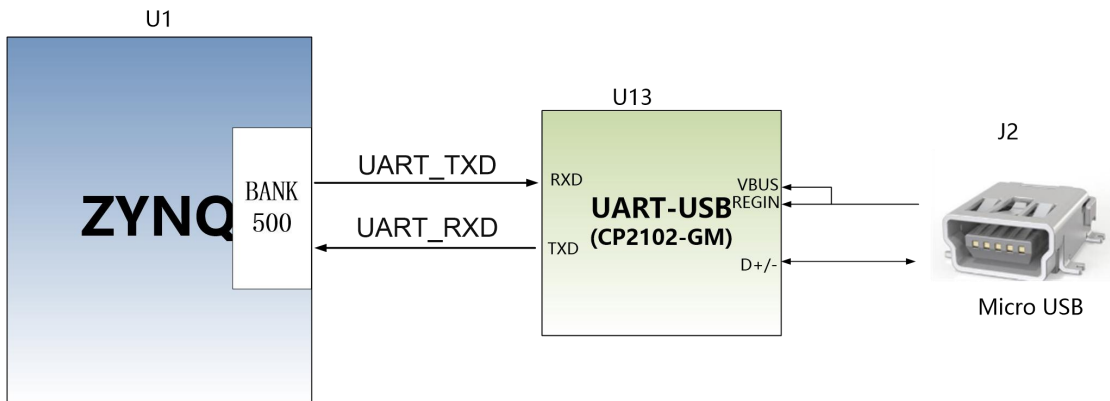 U1
ZYNQ
BANK
500
UART_TXD
UART_RXD
U13
RXD
TXD
UART-USB
(CP2102-GM)
VBUS
REGIN
D+/-
J2
Micro USB